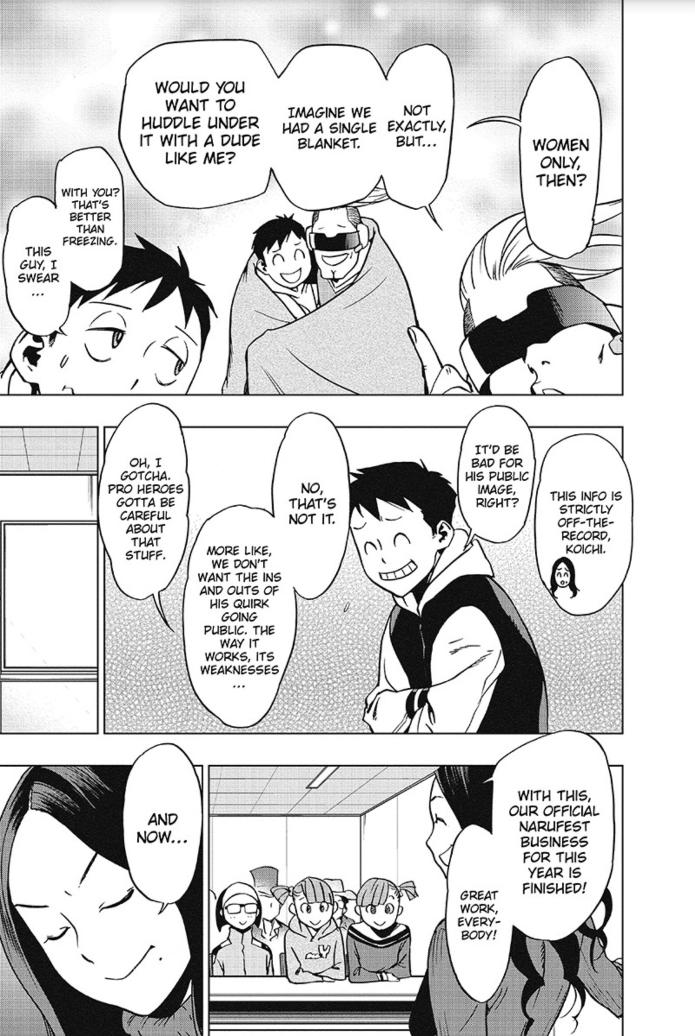 WOMEN
ONLY,
THEN?
NOT
EXACTLY,
BUT...
IMAGINE WE
HAD A SINGLE
BLANKET.
WOULD YOU
WANT TO
HUDDLE UNDER
IT WITH A DUDE
LIKE ME?
WITH YOU?
THAT'S
BETTER
THAN
FREEZING.
THIS
GUY, I
SWEAR
...
THIS INFO IS
STRICTLY
OFF-THE-
RECORD,
KOICHI.
IT'D BE
BAD FOR
HIS PUBLIC
IMAGE,
RIGHT?
NO,
THAT'S
NOT IT.
MORE LIKE,
WE DON'T
WANT THE INS
AND OUTS OF
HIS QUIRK
GOING
PUBLIC. THE
WAY IT
WORKS, ITS
WEAKNESSES
...
OH, I
GOTCHA.
PRO HEROES
GOTTA BE
CAREFUL
ABOUT
THAT
STUFF.
WITH THIS,
OUR OFFICIAL
NARUFEST
BUSINESS
FOR THIS
YEAR IS
FINISHED!
GREAT
WORK,
EVERY-
BODY!
AND
NOW...